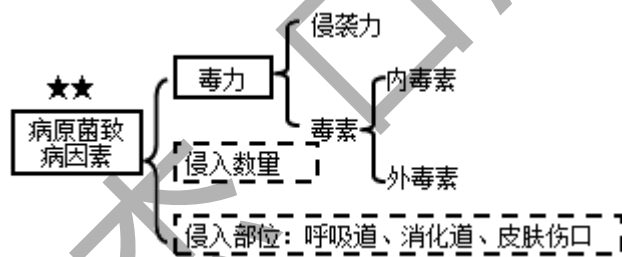 侵袭力
★★
毒力
内毒素
病原菌致
病因素
毒素
侵入数量
外毒素
侵入部位：呼吸道、消化道、皮肤伤口